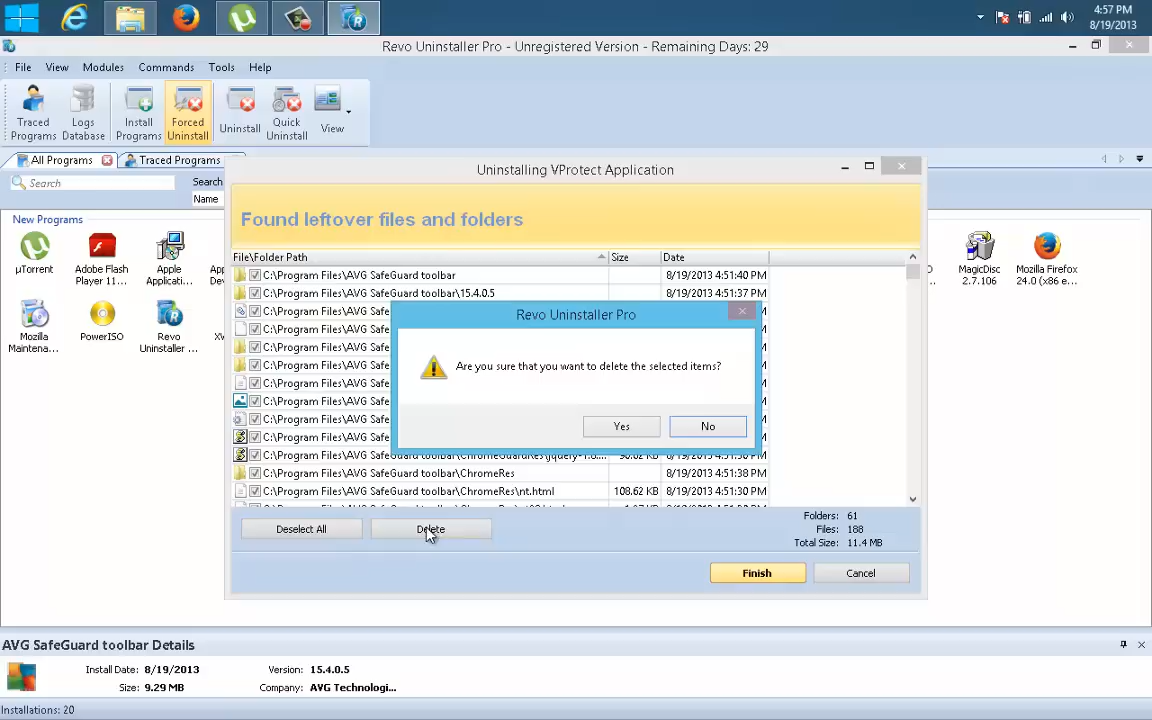 4:57 PM
8/19/2013
Revo Uninstaller Pro - Unregistered Version - Remaining Days: 29
File View Modules Commands Tools Help
Traced Programs
Logs Database
Install Programs
Forced Uninstall
Uninstall
Quick Uninstall
View
All Programs
Traced Programs
Search
Search
Name
New Programs
µTorrent
Adobe Flash Player 11...
Apple Applicati...
MagicDisc 2.7.106
Mozilla Firefox 24.0 (x86 e...
Mozilla Maintena...
PowerISO
Revo Uninstaller ...
Uninstalling VProtect Application
Found leftover files and folders
File\Folder Path Size Date
C:\Program Files\AVG SafeGuard toolbar 8/19/2013 4:51:40 PM
C:\Program Files\AVG SafeGuard toolbar\15.4.0.5 8/19/2013 4:51:37 PM
C:\Program Files\AVG Safe
C:\Program Files\AVG Safe
C:\Program Files\AVG Safe
C:\Program Files\AVG Safe
C:\Program Files\AVG Safe
C:\Program Files\AVG Safe
C:\Program Files\AVG Safe
C:\Program Files\AVG Safe
C:\Program Files\AVG SafeGuard toolbar\ChromeRes 8/19/2013 4:51:38 PM
C:\Program Files\AVG SafeGuard toolbar\ChromeRes\nt.html 108.62 KB 8/19/2013 4:51:30 PM
Revo Uninstaller Pro
Are you sure that you want to delete the selected items?
Yes No
Deselect All Delete
Folders: 61
Files: 188
Total Size: 11.4 MB
Finish Cancel
AVG SafeGuard toolbar Details
Install Date: 8/19/2013 Version: 15.4.0.5
Size: 9.29 MB Company: AVG Technologi...
Installations: 20